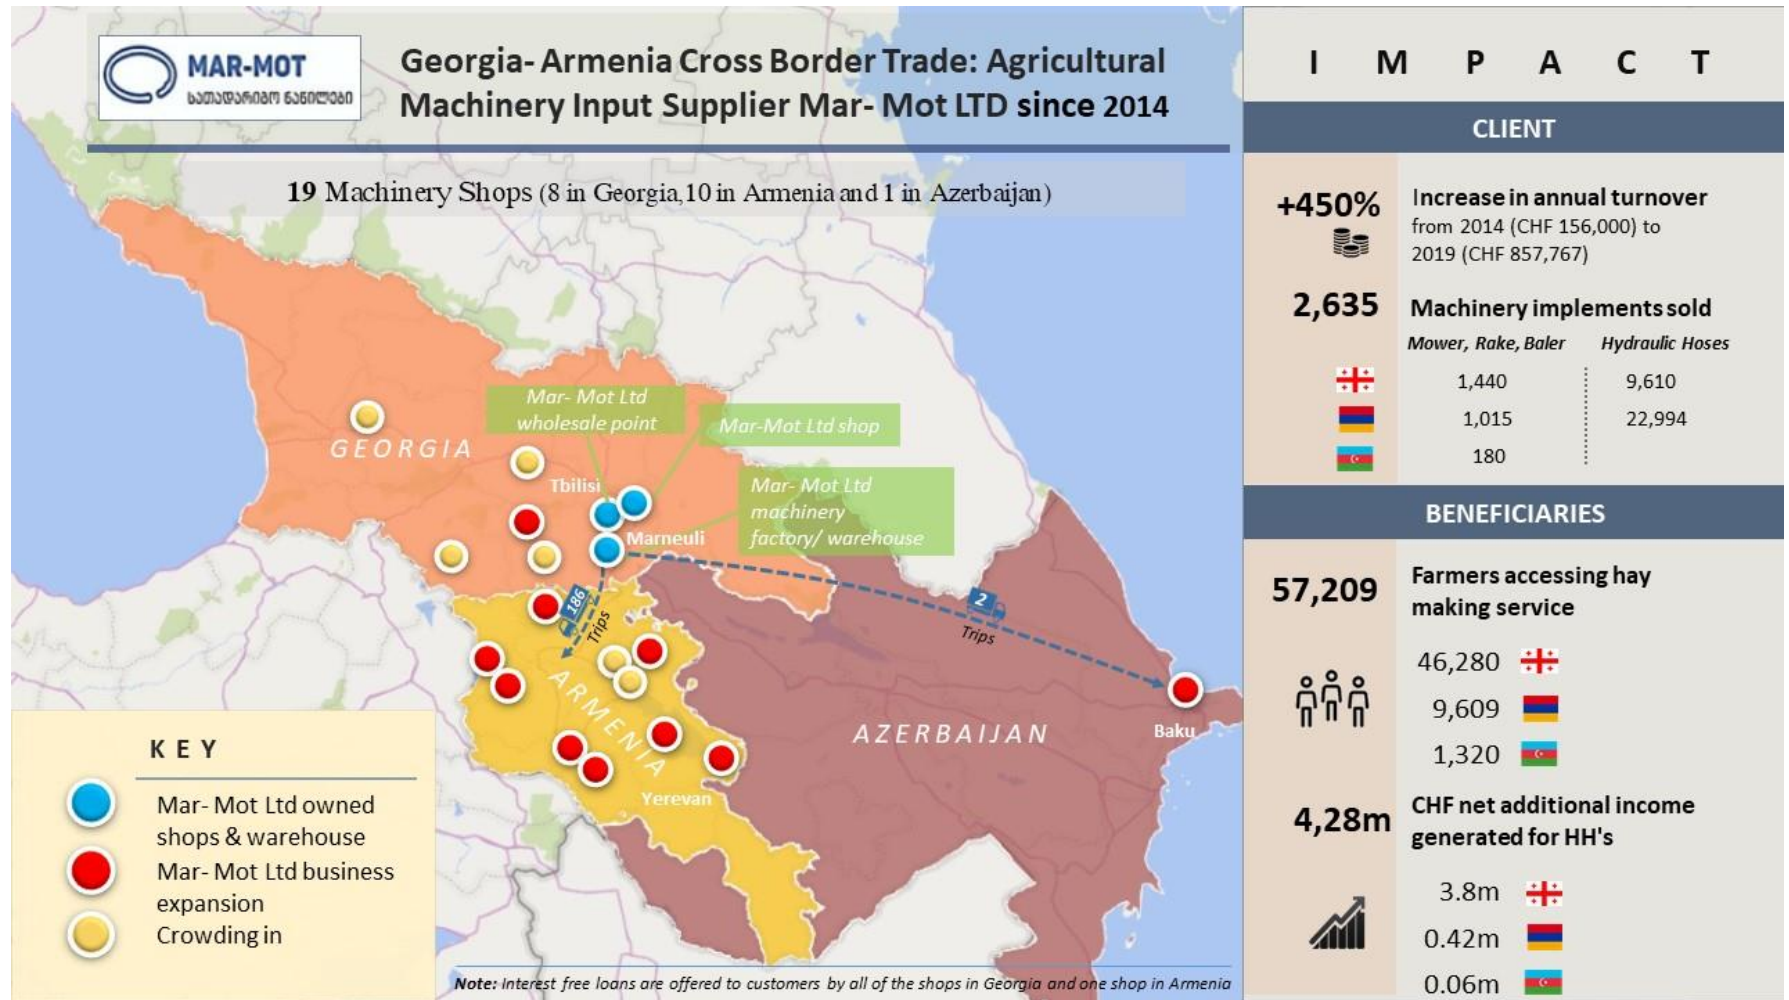 MAR-MOT
სათადარიგო ნაწილები
Georgia- Armenia Cross Border Trade: Agricultural
Machinery Input Supplier Mar- Mot LTD since 2014
19 Machinery Shops (8 in Georgia,10 in Armenia and 1 in Azerbaijan)
Mar- Mot Ltd
wholesale point
Mar-Mot Ltd shop
GEORGIA
Tbilisi
Mar- Mot Ltd
machinery
factory/ warehouse
Marneuli
186
Trips
2
Trips
ARMENIA
AZERBAIJAN
Baku
Yerevan
KEY
Mar- Mot Ltd owned
shops & warehouse
Mar- Mot Ltd business
expansion
Crowding in
Note: Interest free loans are offered to customers by all of the shops in Georgia and one shop in Armenia
I M P A C T
CLIENT
+450%
Increase in annual turnover
from 2014 (CHF 156,000) to
2019 (CHF 857,767)
2,635 Machinery implements sold
Mower, Rake, Baler Hydraulic Hoses
1,440 9,610
1,015 22,994
180
BENEFICIARIES
57,209
Farmers accessing hay
making service
46,280
9,609
1,320
4,28m
CHF net additional income
generated for HH's
3.8m
0.42m
0.06m